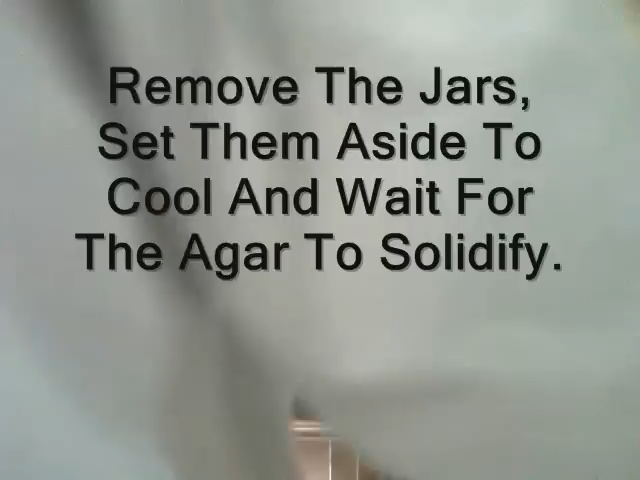 Remove The Jars,
Set Them Aside To
Cool And Wait For
The Agar To Solidify.